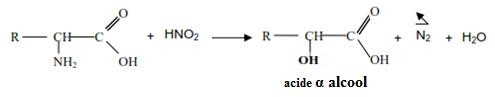 R — CH — C
O
OH
NH₂
+ HNO₂
R — CH — C
O
OH
OH
+ N₂ + H₂O
acide α alcool